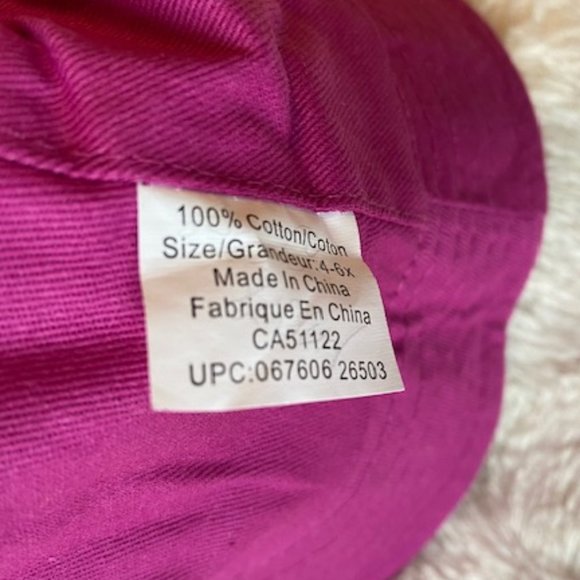 100% Cotton/Coton
Size/Grandeur:4-6x
Made In China
Fabrique En China
CA51122
UPC:067606 26503